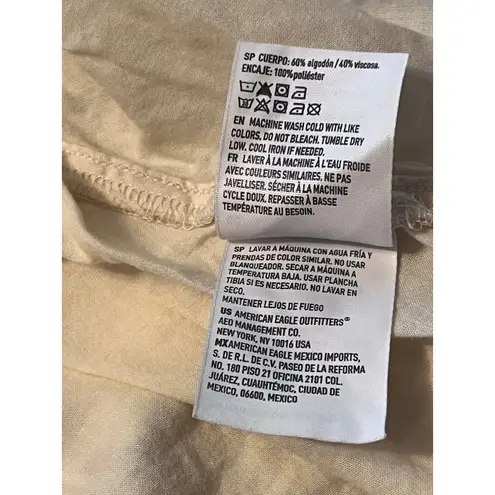 SP CUERPO: 60% algodón / 40% viscosa.
ENCAJE: 100% poliéster
EN MACHINE WASH COLD WITH LIKE
COLORS. DO NOT BLEACH. TUMBLE DRY
LOW. COOL IRON IF NEEDED.
FR LAVER À LA MACHINE À L'EAU FROIDE
AVEC COULEURS SIMILAIRES. NE PAS
JAVELLISER. SÉCHER À LA MACHINE
CYCLE DOUX. REPASSER À BASSE
TEMPÉRATURE AU BESOIN.
SP LAVAR A MÁQUINA CON AGUA FRÍA Y
PRENDAS DE COLOR SIMILAR. NO USAR
BLANQUEADOR. SECAR A MÁQUINA A
TEMPERATURA BAJA. USAR PLANCHA
TIBIA SI ES NECESARIO. NO LAVAR EN
SECO.
MANTENER LEJOS DE FUEGO
US AMERICAN EAGLE OUTFITTERS®
AEO MANAGEMENT CO.
NEW YORK, NY 10016 USA
MXAMERICAN EAGLE MEXICO IMPORTS,
S. DE R.L. DE C.V. PASEO DE LA REFORMA
NO. 180 PISO 21 OFICINA 2101 COL.
JUÁREZ, CUAUHTÉMOC, CIUDAD DE
MÉXICO, 06600, MÉXICO